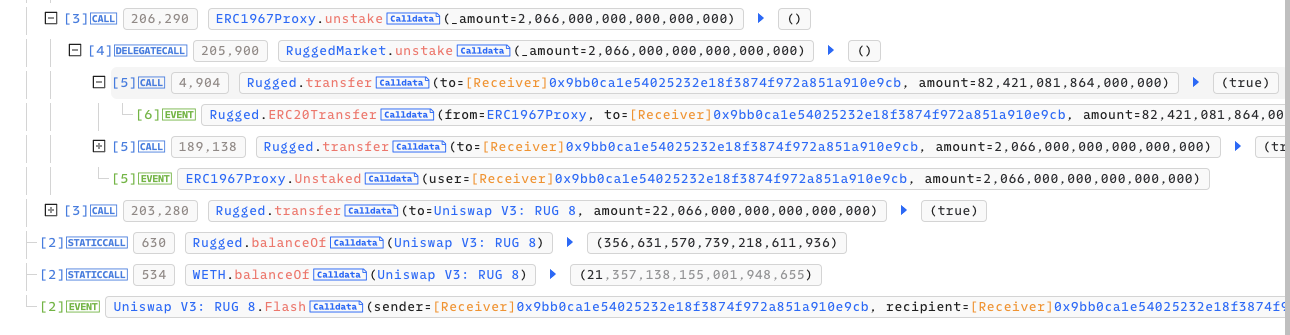 [3]CALL 206,290 ERC1967Proxy.unstake Calldata (_amount=2,066,000,000,000,000,000) ()
[4]DELEGATECALL 205,900 RuggedMarket.unstake Calldata (_amount=2,066,000,000,000,000,000) ()
[5]CALL 4,904 Rugged.transfer Calldata (to=[Receiver]0x9bb0ca1e54025232e18f3874f972a851a910e9cb, amount=82,421,081,864,000,000) (true)
[6]EVENT Rugged.ERC20Transfer Calldata (from=ERC1967Proxy, to=[Receiver]0x9bb0ca1e54025232e18f3874f972a851a910e9cb, amount=82,421,081,864,00
[5]CALL 189,138 Rugged.transfer Calldata (to=[Receiver]0x9bb0ca1e54025232e18f3874f972a851a910e9cb, amount=2,066,000,000,000,000,000) (tr
[5]EVENT ERC1967Proxy.Unstaked Calldata (user=[Receiver]0x9bb0ca1e54025232e18f3874f972a851a910e9cb, amount=2,066,000,000,000,000,000)
[3]CALL 203,280 Rugged.transfer Calldata (to=Uniswap V3: RUG 8, amount=22,066,000,000,000,000,000) (true)
[2]STATICCALL 630 Rugged.balanceOf Calldata (Uniswap V3: RUG 8) (356,631,570,739,218,611,936)
[2]STATICCALL 534 WETH.balanceOf Calldata (Uniswap V3: RUG 8) (21,357,138,155,001,948,655)
[2]EVENT Uniswap V3: RUG 8.Flash Calldata (sender=[Receiver]0x9bb0ca1e54025232e18f3874f972a851a910e9cb, recipient=[Receiver]0x9bb0ca1e54025232e18f3874f9